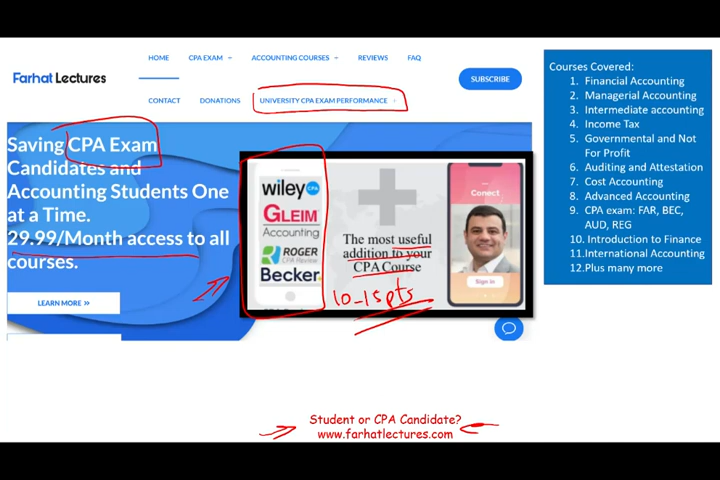 HOME
CPA EXAM
ACCOUNTING COURSES
REVIEWS
FAQ
Farhat Lectures
SUBSCRIBE
CONTACT
DONATIONS
UNIVERSITY CPA EXAM PERFORMANCE
Saving CPA Exam
Candidates and
Accounting Students One
at a Time.
29.99/Month access to all
courses.
LEARN MORE
wiley CPA
GLEIM
Accounting
ROGER
CPA Review
Becker
The most useful
addition to your
CPA Course
10-15 pts
Conect
Sign in
Courses Covered:
1. Financial Accounting
2. Managerial Accounting
3. Intermediate accounting
4. Income Tax
5. Governmental and Not
For Profit
6. Auditing and Attestation
7. Cost Accounting
8. Advanced Accounting
9. CPA exam: FAR, BEC,
AUD, REG
10. Introduction to Finance
11. International Accounting
12. Plus many more
Student or CPA Candidate?
www.farhatlectures.com